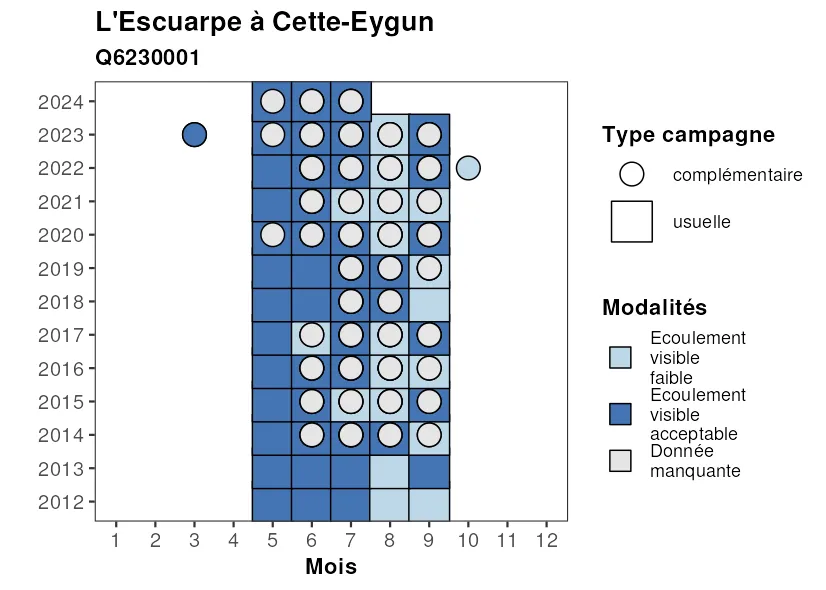 L'Escuarpe à Cette-Eygun
Q6230001
2024
2023
2022
2021
2020
2019
2018
2017
2016
2015
2014
2013
2012
1 2 3 4 5 6 7 8 9 10 11 12
Mois
Type campagne
complémentaire
usuelle
Modalités
Ecoulement
visible
faible
Ecoulement
visible
acceptable
Donnée
manquante